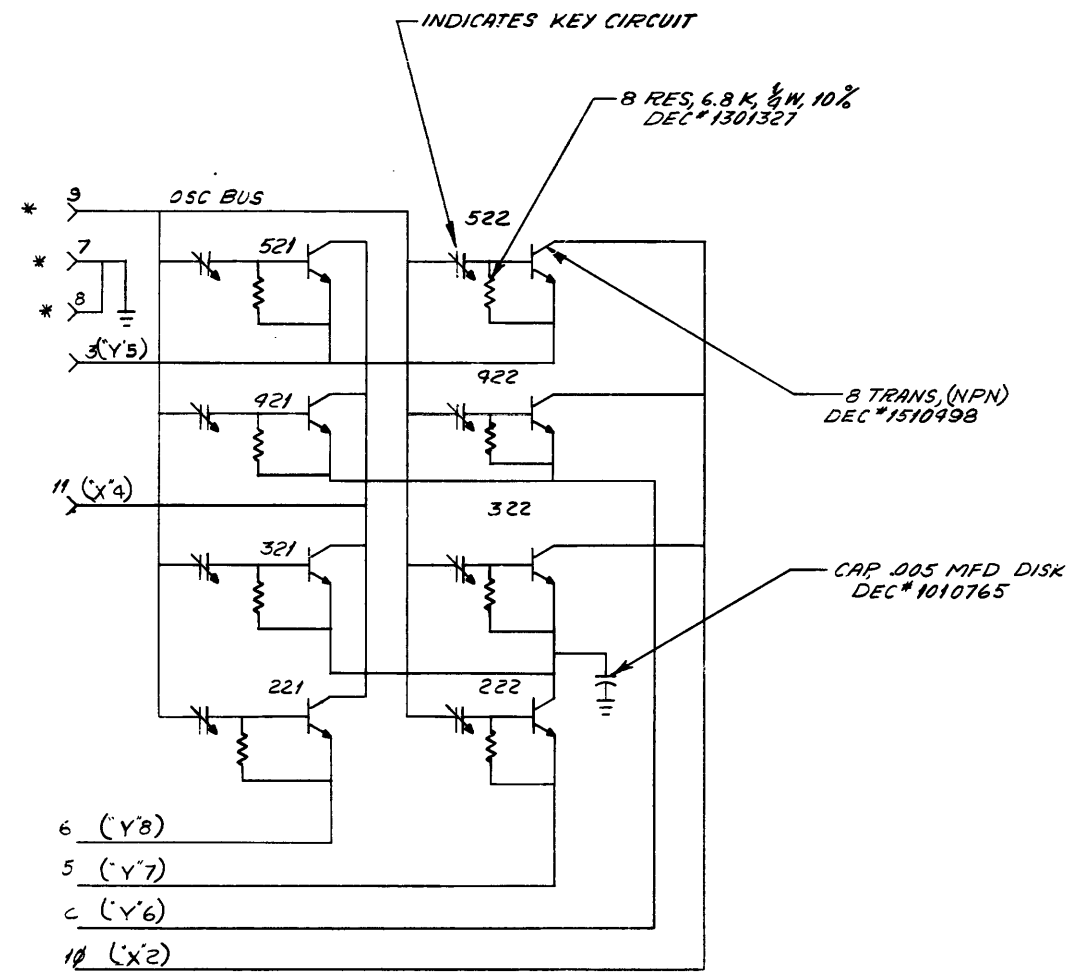 INDICATES KEY CIRCUIT
8 RES, 6.8 K, ¼ W, 10%
DEC # 1301327
* 9 OSC BUS
522
* 7
521
* 8
3 ("Y"5)
422
421
8 TRANS, (NPN)
DEC # 1510498
11 ("X"4)
322
321
CAP, .005 MFD DISK
DEC # 1010765
221
222
6 ("Y"8)
5 ("Y"7)
("Y"6)
10 ("X"2)